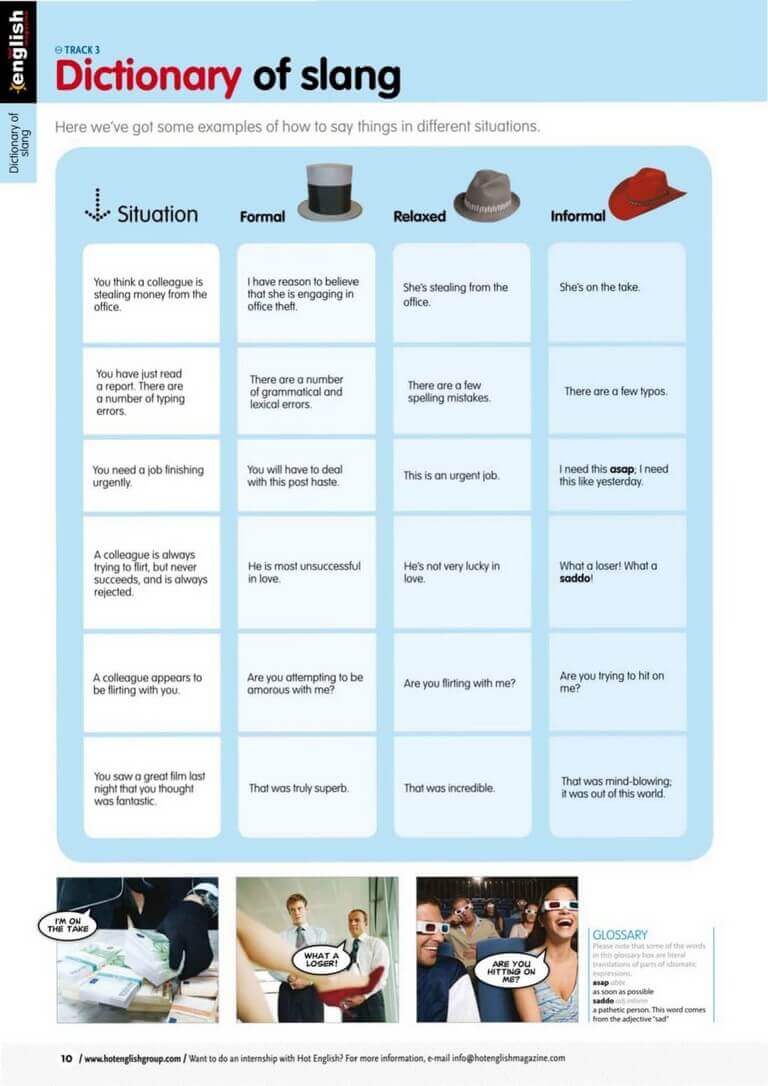 english
Dictionary of
slang
TRACK 3
Dictionary of slang
Here we've got some examples of how to say things in different situations.
Situation
Formal
Relaxed
Informal
You think a colleague is
stealing money from the
office.
I have reason to believe
that she is engaging in
office theft.
She's stealing from the
office.
She's on the take.
You have just read
a report. There are
a number of typing
errors.
There are a number
of grammatical and
lexical errors.
There are a few
spelling mistakes.
There are a few typos.
You need a job finishing
urgently.
You will have to deal
with this post haste.
This is an urgent job.
I need this asap; I need
this like yesterday.
A colleague is always
trying to flirt, but never
succeeds, and is always
rejected.
He is most unsuccessful
in love.
He's not very lucky in
love.
What a loser! What a
saddo!
A colleague appears to
be flirting with you.
Are you attempting to be
amorous with me?
Are you flirting with me?
Are you trying to hit on
me?
You saw a great film last
night that you thought
was fantastic.
That was truly superb.
That was incredible.
That was mind-blowing;
it was out of this world.
I'M ON
THE TAKE
WHAT A
LOSER!
ARE YOU
HITTING ON
ME?
GLOSSARY
Please note that some of the words
in this glossary box are literal
translations of parts of idiomatic
expressions.
asap abbr
as soon as possible
saddo adj inform
a pathetic person. This word comes
from the adjective "sad"
10 / www.hotenglishgroup.com / Want to do an internship with Hot English? For more information, e-mail info@hotenglishmagazine.com